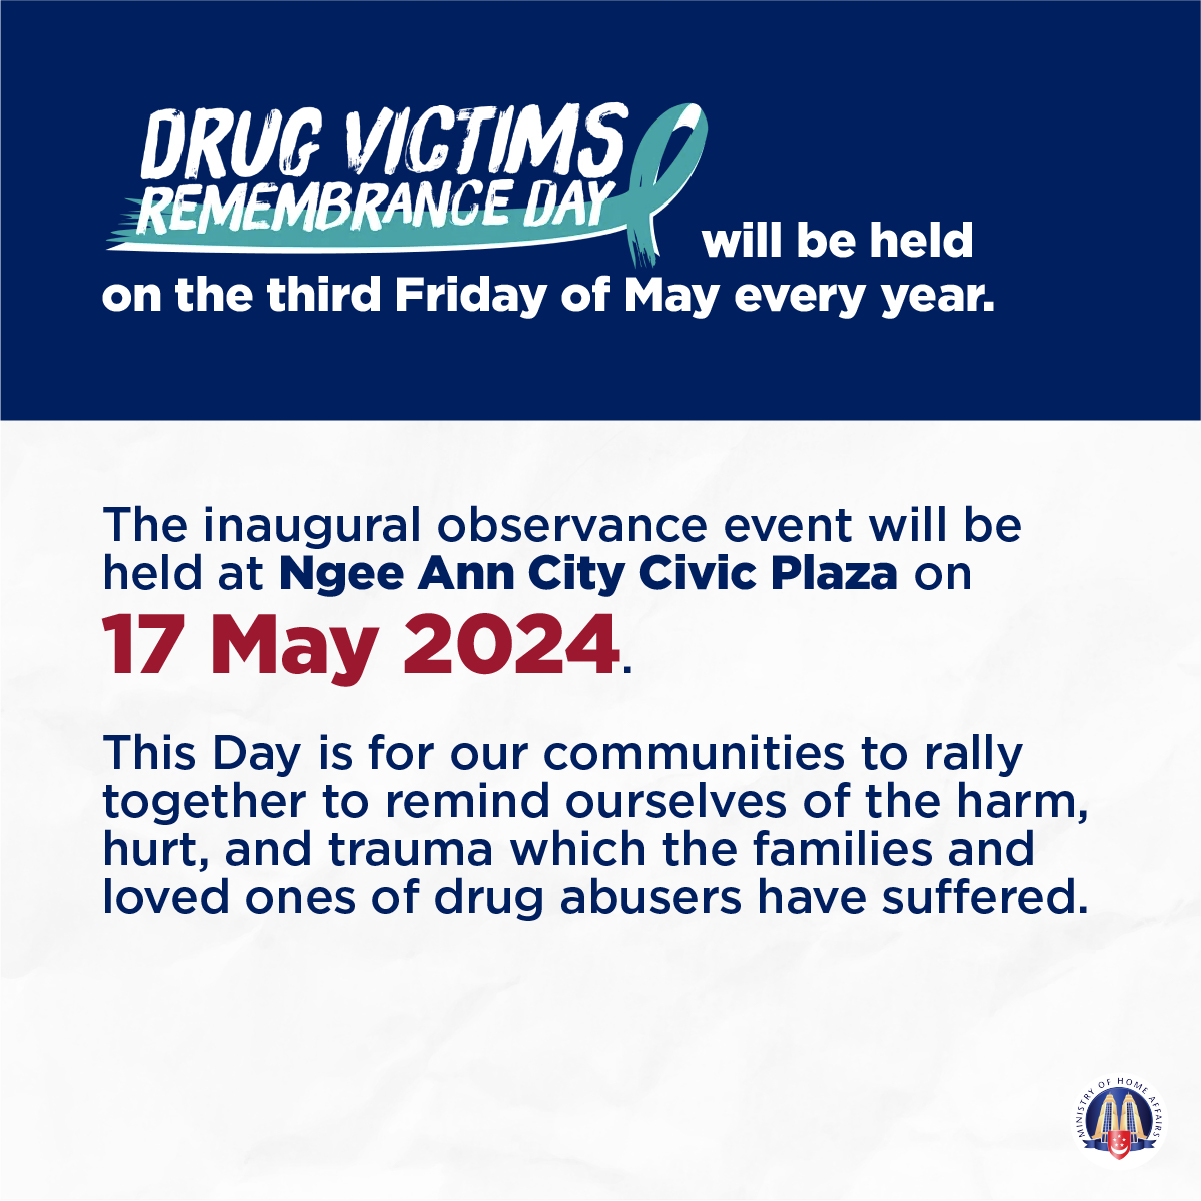 DRUG VICTIMS
REMEMBRANCE DAY will be held
on the third Friday of May every year.
The inaugural observance event will be
held at Ngee Ann City Civic Plaza on
17 May 2024.
This Day is for our communities to rally
together to remind ourselves of the harm,
hurt, and trauma which the families and
loved ones of drug abusers have suffered.
MINISTRY OF HOME AFFAIRS